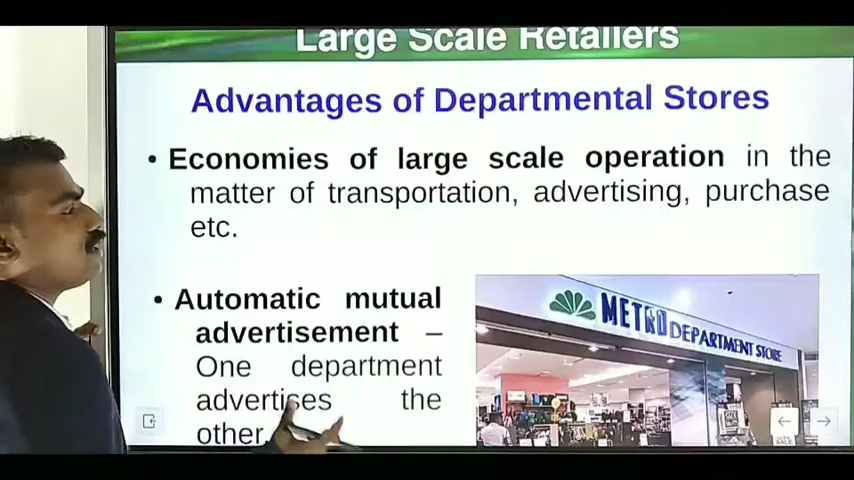 Large Scale Retailers
Advantages of Departmental Stores
• Economies of large scale operation in the
matter of transportation, advertising, purchase
etc.
• Automatic mutual
advertisement –
One department
advertises the
other.
METRO DEPARTMENT STORE